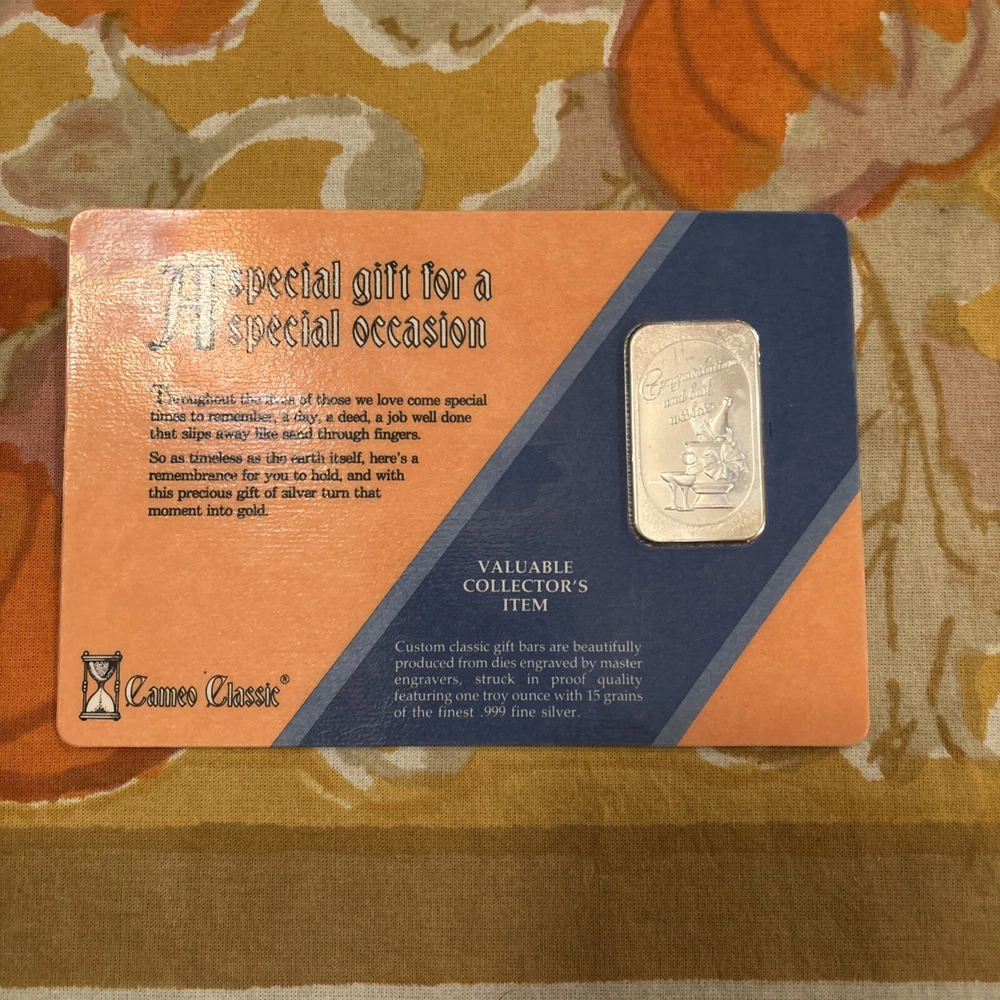 A special gift for a
special occasion
Throughout the lives of those we love come special
times to remember, a day, a deed, a job well done
that slips away like sand through fingers.
So as timeless as the earth itself, here's a
remembrance for you to hold, and with
this precious gift of silver turn that
moment into gold.
Cameo Classic®
VALUABLE
COLLECTOR'S
ITEM
Custom classic gift bars are beautifully
produced from dies engraved by master
engravers, struck in proof quality
featuring one troy ounce with 15 grains
of the finest .999 fine silver.
Congratulations
and best
wishes